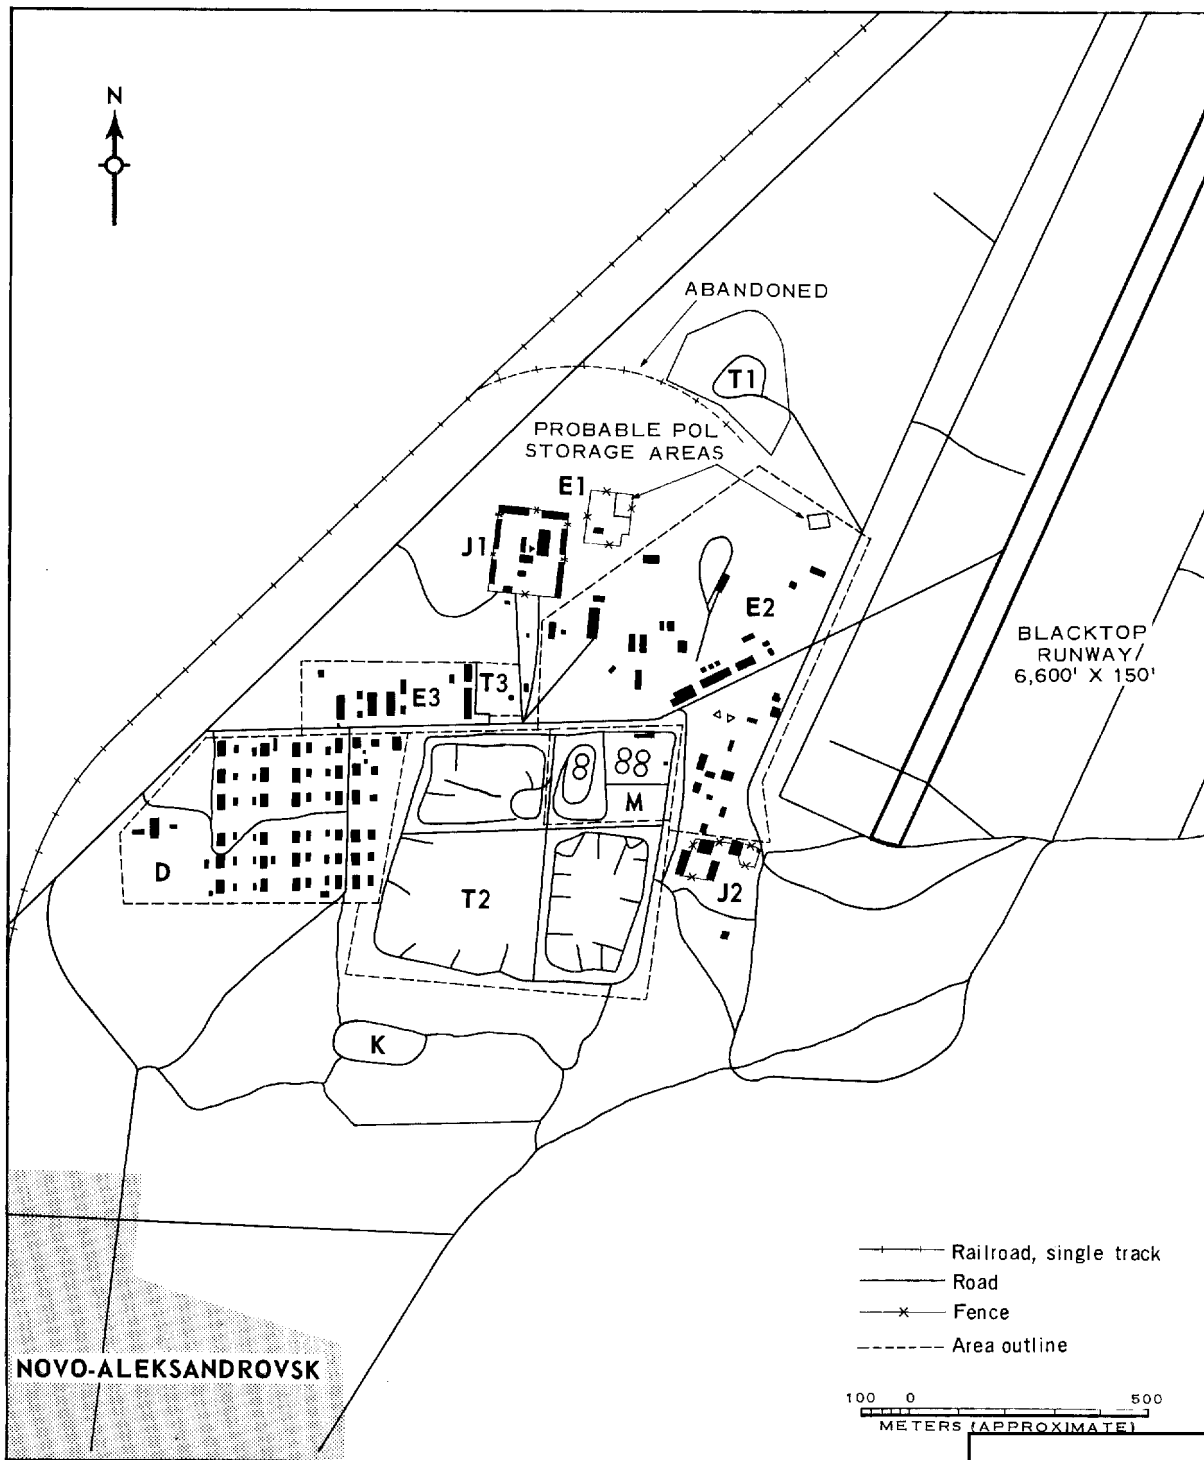 N
ABANDONED
T1
PROBABLE POL
STORAGE AREAS
E1
J1
E2
BLACKTOP
RUNWAY/
6,600' X 150'
E3
T3
88
8
M
D
T2
J2
K
Railroad, single track
Road
Fence
Area outline
NOVO-ALEKSANDROVSK
100 0 500
METERS (APPROXIMATE)